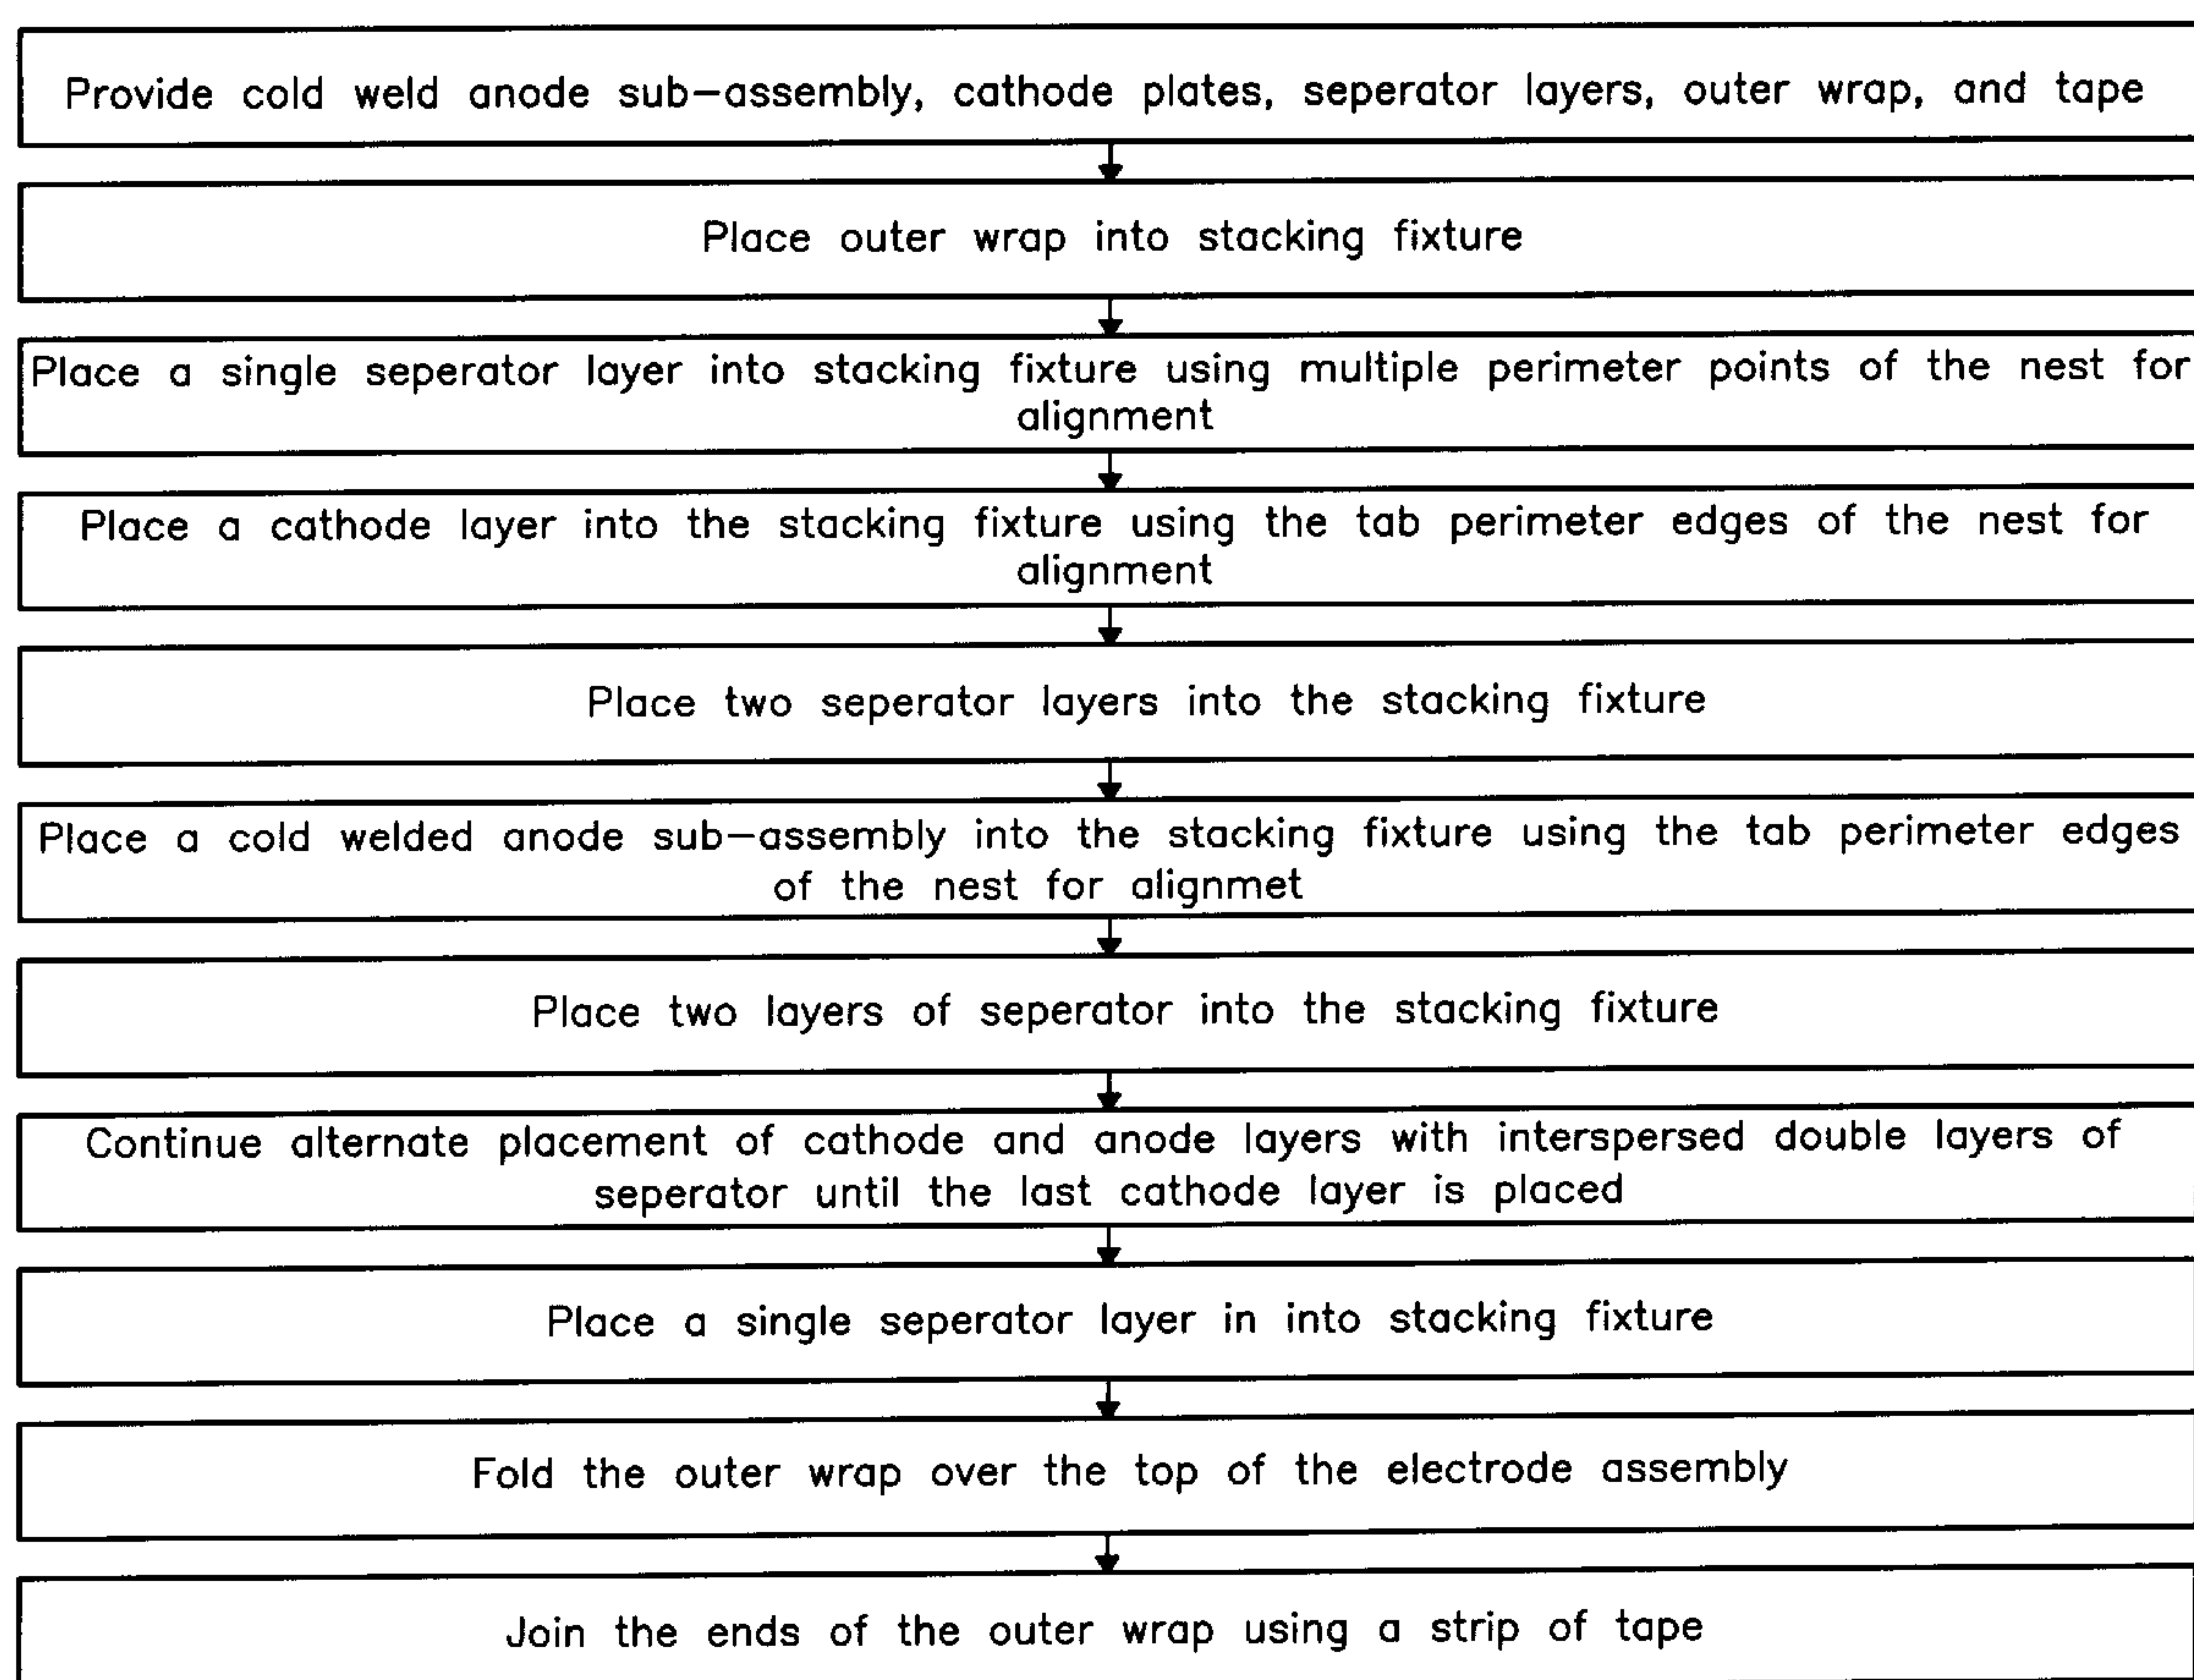 Provide cold weld anode sub-assembly, cathode plates, seperator layers, outer wrap, and tape
Place outer wrap into stacking fixture
Place a single seperator layer into stacking fixture using multiple perimeter points of the nest for
alignment
Place a cathode layer into the stacking fixture using the tab perimeter edges of the nest for
alignment
Place two seperator layers into the stacking fixture
Place a cold welded anode sub-assembly into the stacking fixture using the tab perimeter edges
of the nest for alignmet
Place two layers of seperator into the stacking fixture
Continue alternate placement of cathode and anode layers with interspersed double layers of
seperator until the last cathode layer is placed
Place a single seperator layer in into stacking fixture
Fold the outer wrap over the top of the electrode assembly
Join the ends of the outer wrap using a strip of tape